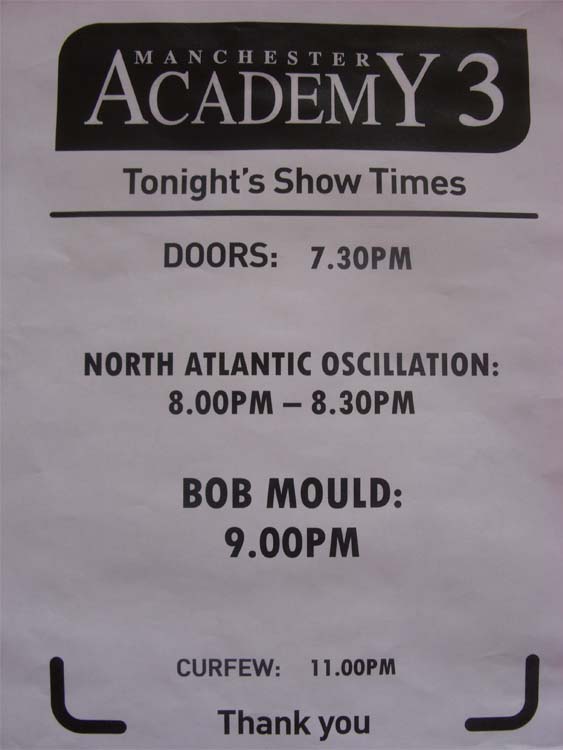 MANCHESTER
ACADEMY 3
Tonight's Show Times
DOORS: 7.30PM
NORTH ATLANTIC OSCILLATION:
8.00PM – 8.30PM
BOB MOULD:
9.00PM
CURFEW: 11.00PM
Thank you